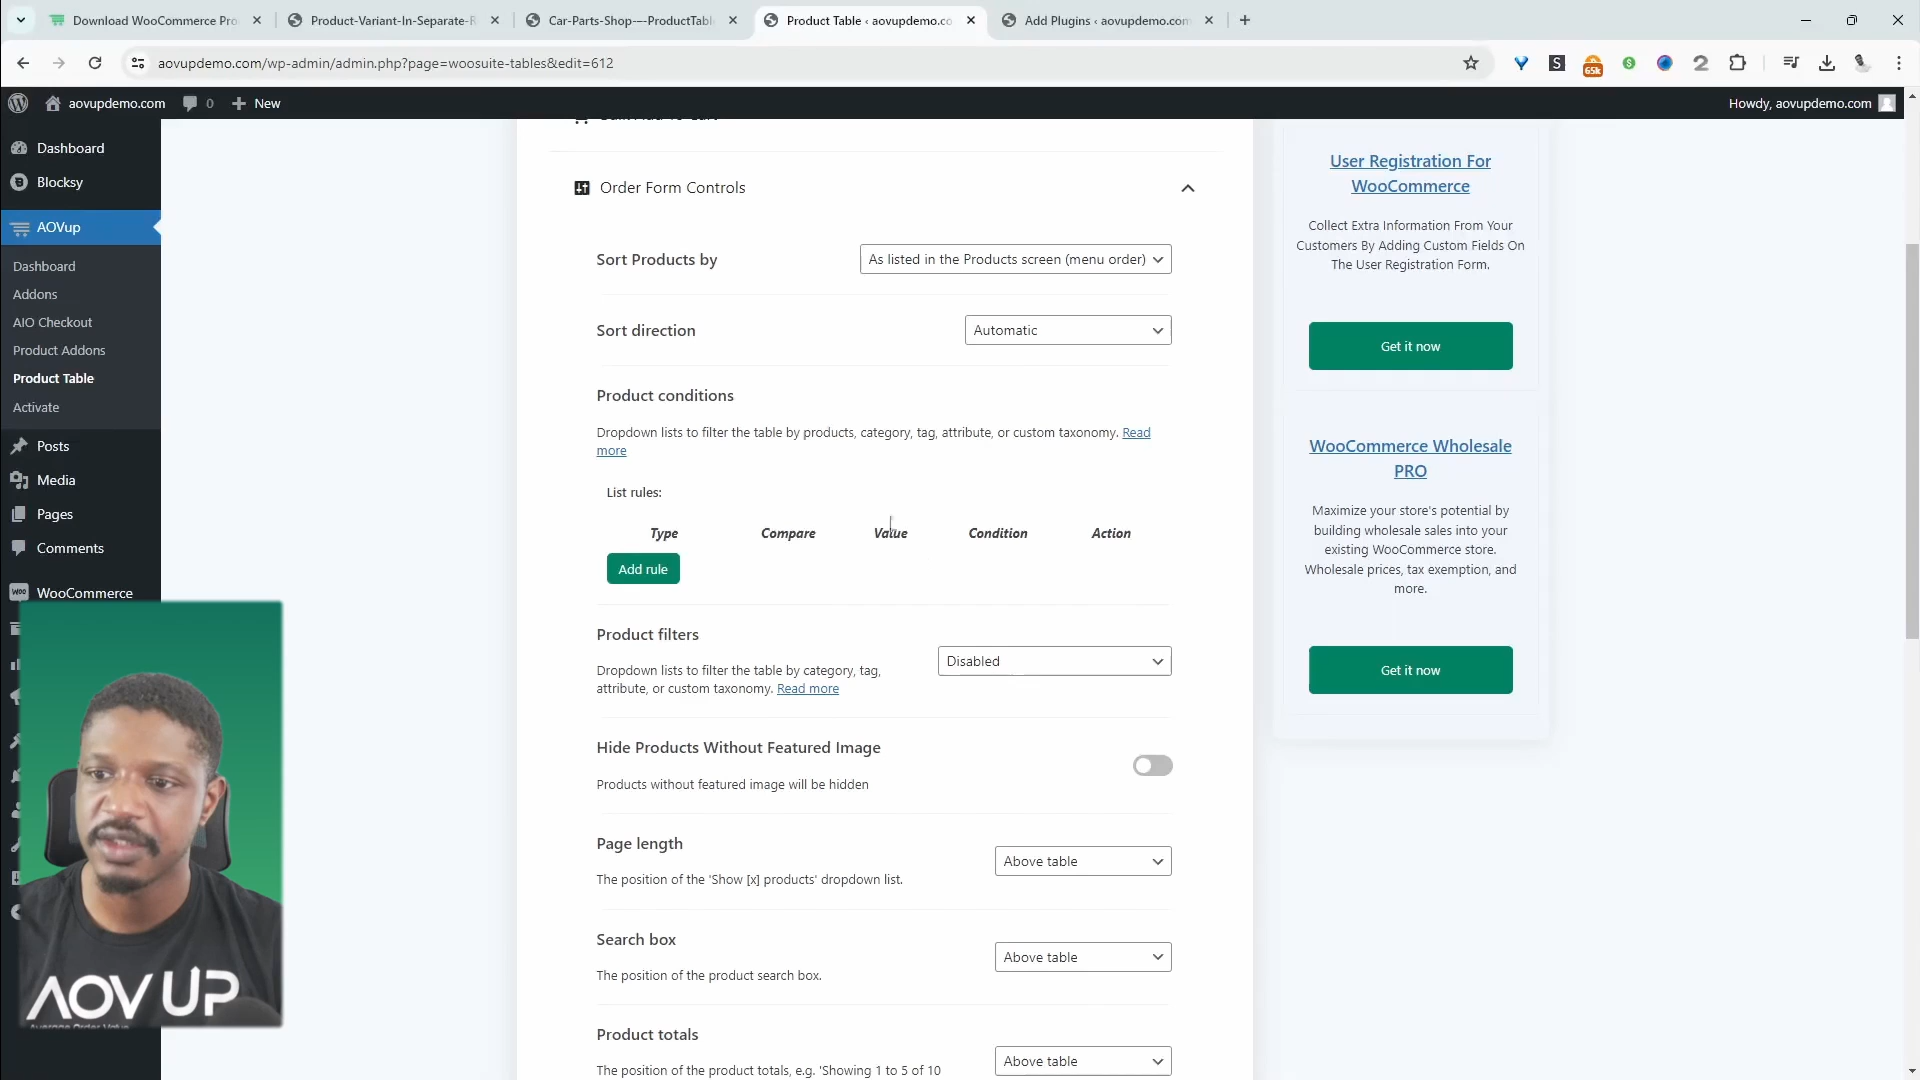 Download WooCommerce Pro
Product-Variant-In-Separate-R
Car-Parts-Shop-–-ProductTabl
Product Table ‹ aovupdemo.co
Add Plugins ‹ aovupdemo.com
aovupdemo.com/wp-admin/admin.php?page=woosuite-tables&edit=612
S
65k
aovupdemo.com
0
New
Howdy, aovupdemo.com
Dashboard
Blocksy
AOVup
Dashboard
Addons
AIO Checkout
Product Addons
Product Table
Activate
Posts
Media
Pages
Comments
WooCommerce
Order Form Controls
Sort Products by
As listed in the Products screen (menu order)
Sort direction
Automatic
Product conditions
Dropdown lists to filter the table by products, category, tag, attribute, or custom taxonomy. Read
more
List rules:
Type Compare Value Condition Action
Add rule
Product filters
Dropdown lists to filter the table by category, tag,
attribute, or custom taxonomy. Read more
Disabled
Hide Products Without Featured Image
Products without featured image will be hidden
Page length
The position of the 'Show [x] products' dropdown list.
Above table
Search box
The position of the product search box.
Above table
Product totals
The position of the product totals, e.g. 'Showing 1 to 5 of 10
Above table
User Registration For
WooCommerce
Collect Extra Information From Your
Customers By Adding Custom Fields On
The User Registration Form.
Get it now
WooCommerce Wholesale
PRO
Maximize your store's potential by
building wholesale sales into your
existing WooCommerce store.
Wholesale prices, tax exemption, and
more.
Get it now
AOV UP
Average Order Value